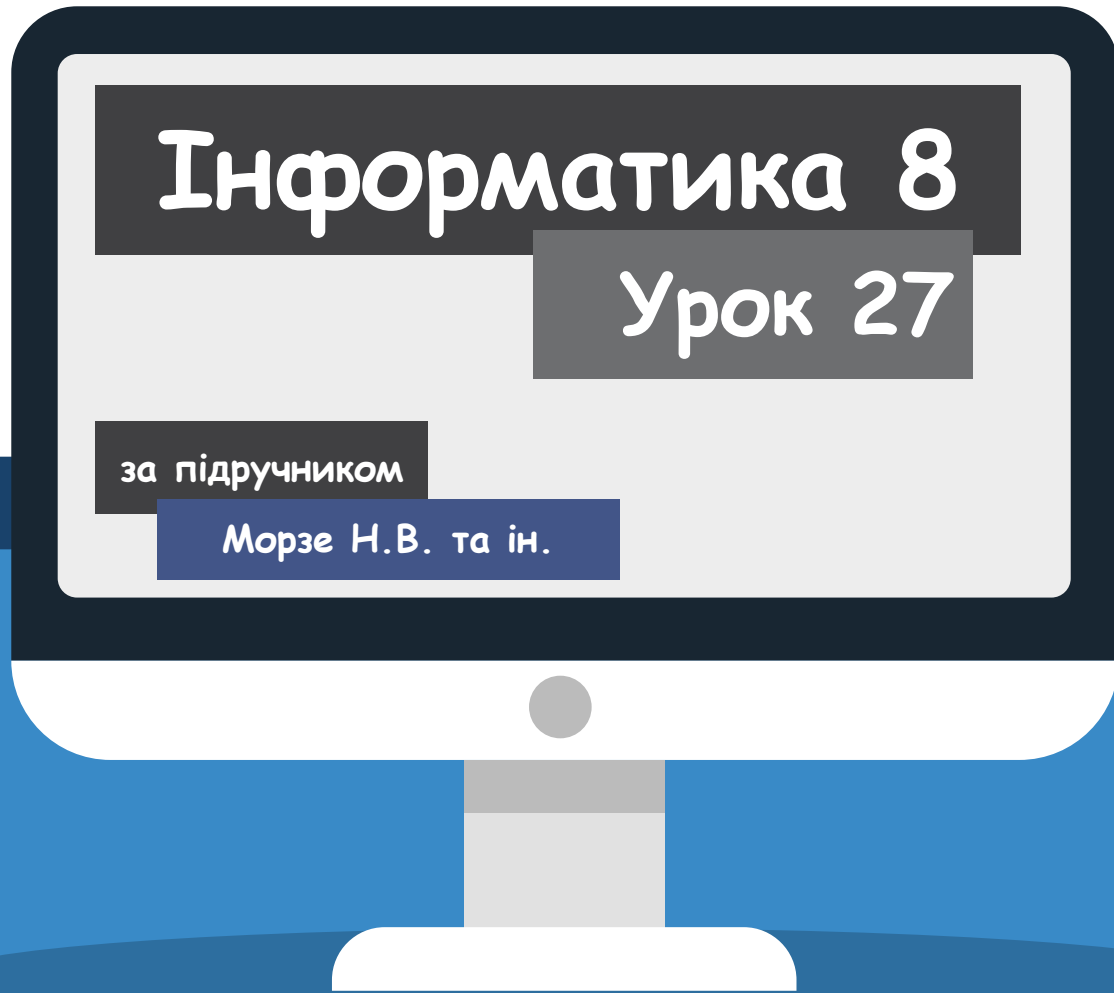 Інформатика 8
Урок 27
за підручником
Морзе Н.В. та ін.